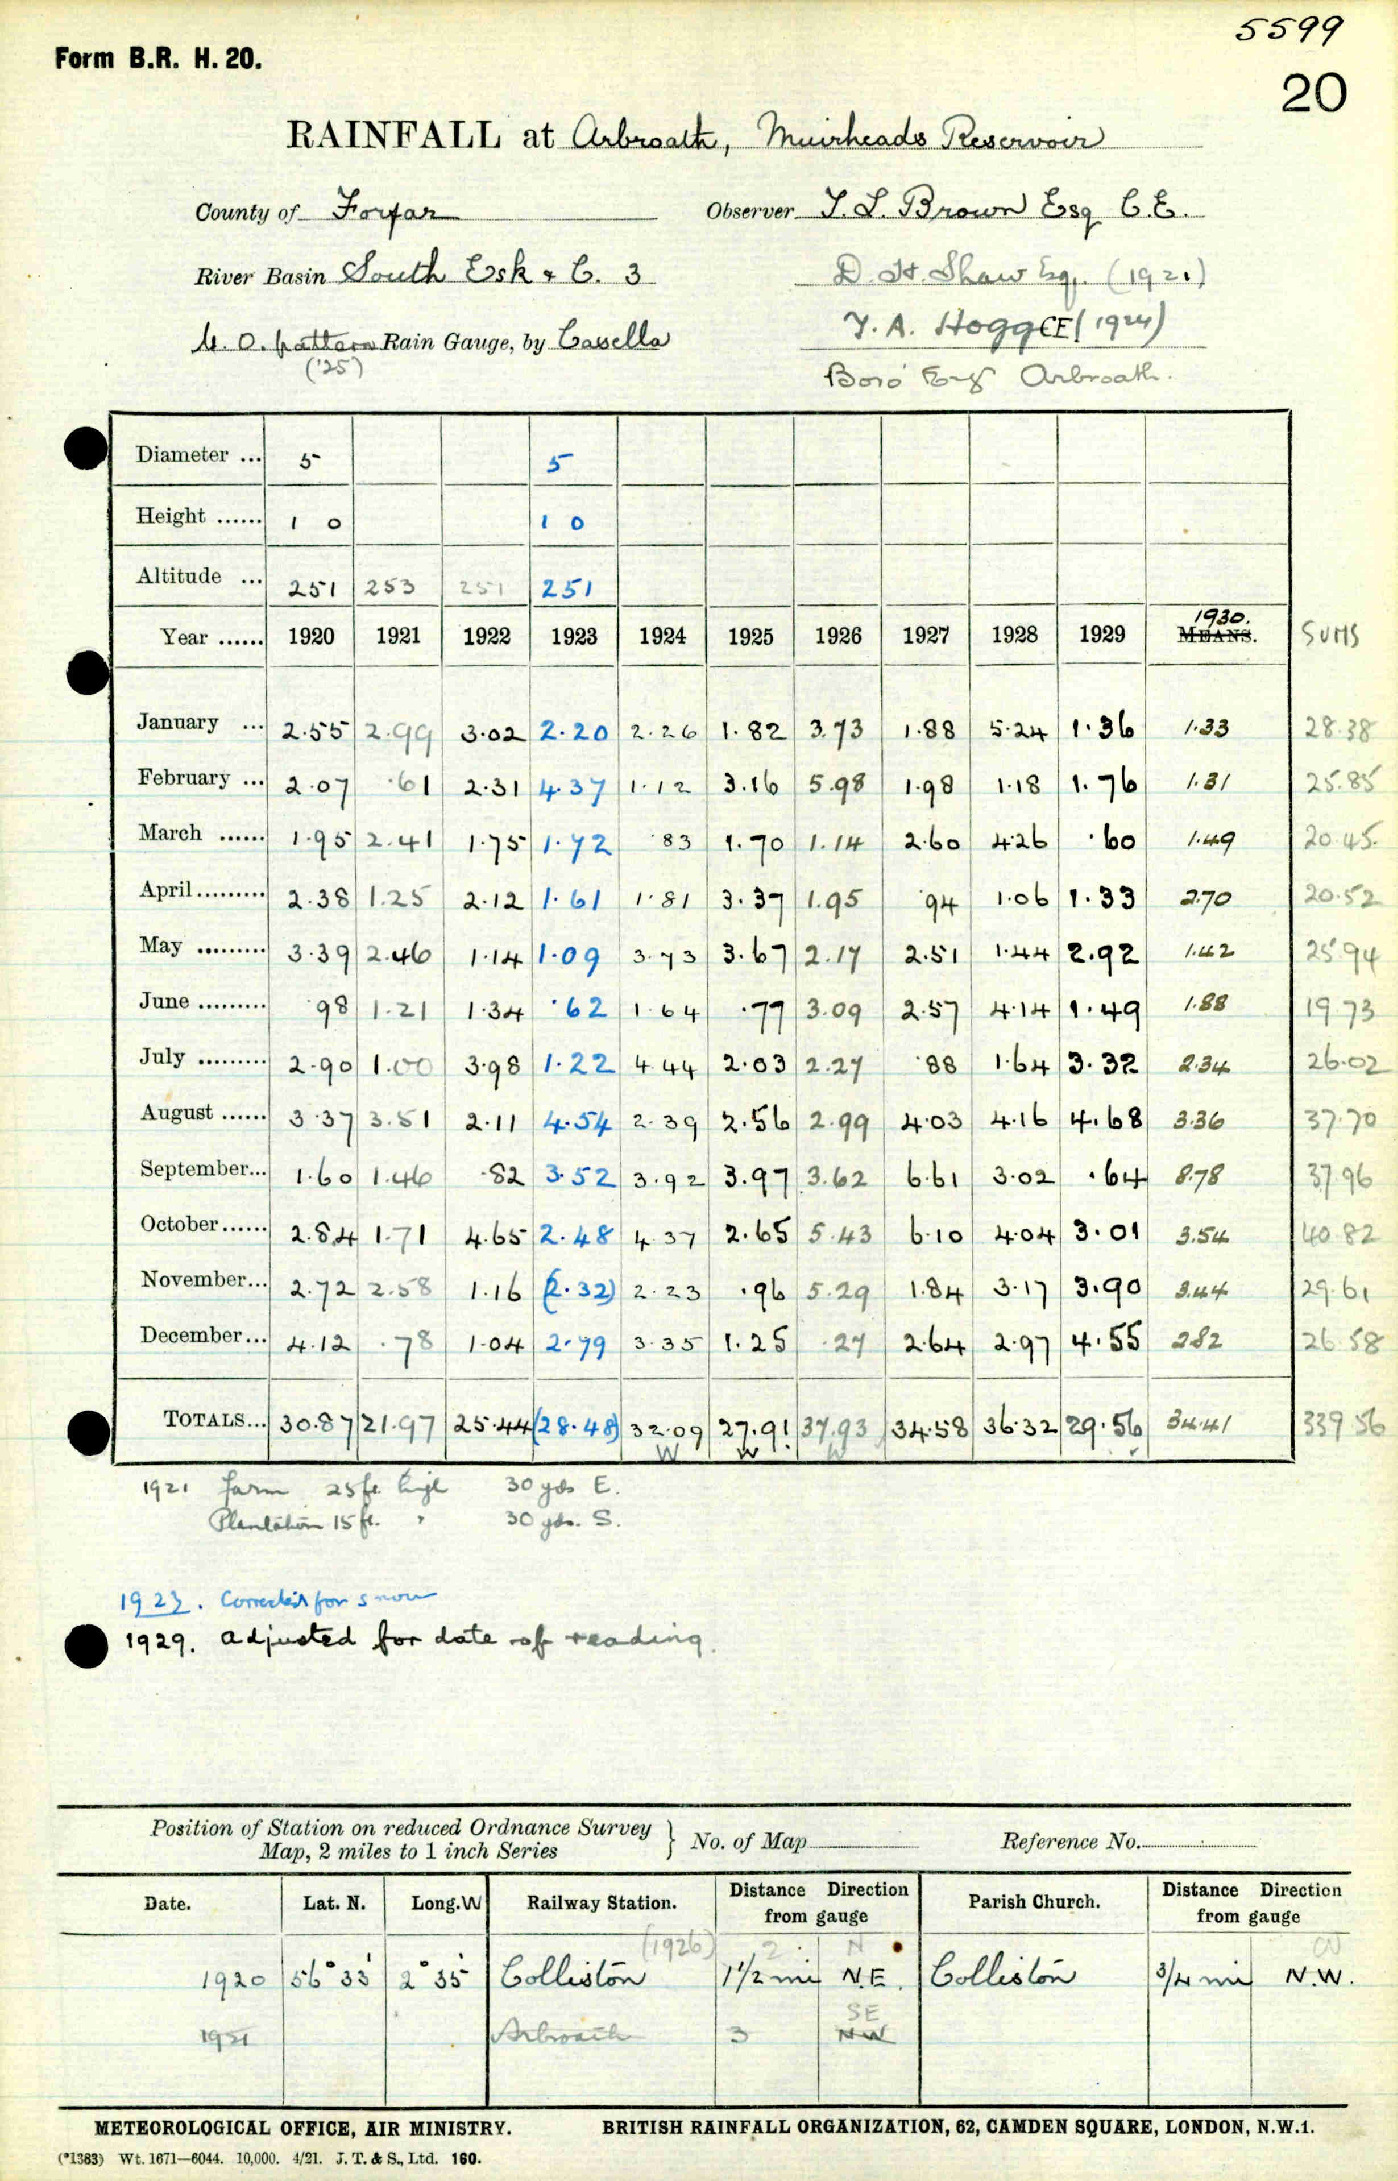 5599
Form B.R. H. 20.
20
RAINFALL at Arbroath, Muirheads Reservoir
County of Forfar Observer T. L. Brown Esq C.E.
River Basin South Esk & C. 3 D. H. Shaw Esq. (1921)
M. O. pattern Rain Gauge, by Casella T. A. Hogg CE (1924)
('25) Boro' Eng Arbroath.
Diameter ... 5 5
Height ...... 1 0 1 0
Altitude ... 251 253 251 251
Year ...... 1920 1921 1922 1923 1924 1925 1926 1927 1928 1929 1930. MEANS. SUMS
January ... 2.55 2.99 3.02 2.20 2.26 1.82 3.73 1.88 5.24 1.36 1.33 28.38
February ... 2.07 .61 2.31 4.37 1.12 3.16 5.98 1.98 1.18 1.76 1.31 25.85
March ...... 1.95 2.41 1.75 1.72 .83 1.70 1.14 2.60 4.26 .60 1.49 20.45
April ......... 2.38 1.25 2.12 1.61 1.81 3.37 1.95 .94 1.06 1.33 2.70 20.52
May ......... 3.39 2.46 1.14 1.09 3.73 3.67 2.17 2.51 1.44 2.92 1.42 25.94
June ......... .98 1.21 1.34 .62 1.64 .77 3.09 2.57 4.14 1.49 1.88 19.73
July ......... 2.90 1.00 3.98 1.22 4.44 2.03 2.27 .88 1.64 3.32 2.34 26.02
August ...... 3.37 3.51 2.11 4.54 2.39 2.56 2.99 4.03 4.16 4.68 3.36 37.70
September... 1.60 1.46 .82 3.52 3.92 3.97 3.62 6.61 3.02 .64 8.78 37.96
October...... 2.84 1.71 4.65 2.48 4.37 2.65 5.43 6.10 4.04 3.01 3.54 40.82
November... 2.72 2.58 1.16 (2.32) 2.23 .96 5.29 1.84 3.17 3.90 3.44 29.61
December... 4.12 .78 1.04 2.79 3.35 1.25 .27 2.64 2.97 4.55 2.82 26.58
TOTALS... 30.87 21.97 25.44 (28.48) 32.09 27.91 37.93 34.58 36.32 29.56 34.41 339.56
W W W
1921 farm 25 ft. high 30 yds E.
Plantation 15 ft. " 30 yds. S.
1923. Corrected for snow
1929. adjusted for date of reading.
Position of Station on reduced Ordnance Survey Map, 2 miles to 1 inch Series } No. of Map Reference No.
Date. Lat. N. Long. W Railway Station. Distance Direction from gauge Parish Church. Distance Direction from gauge
(1926) 2 N W
1920 56° 33' 2° 35' Colliston 1 1/2 mi N.E. Colliston 3/4 mi N.W.
SE
1921 Arbroath 3 NW
METEOROLOGICAL OFFICE, AIR MINISTRY. BRITISH RAINFALL ORGANIZATION, 62, CAMDEN SQUARE, LONDON, N.W.1.
(*1383) Wt. 1671—6044. 10,000. 4/21. J. T. & S., Ltd. 160.